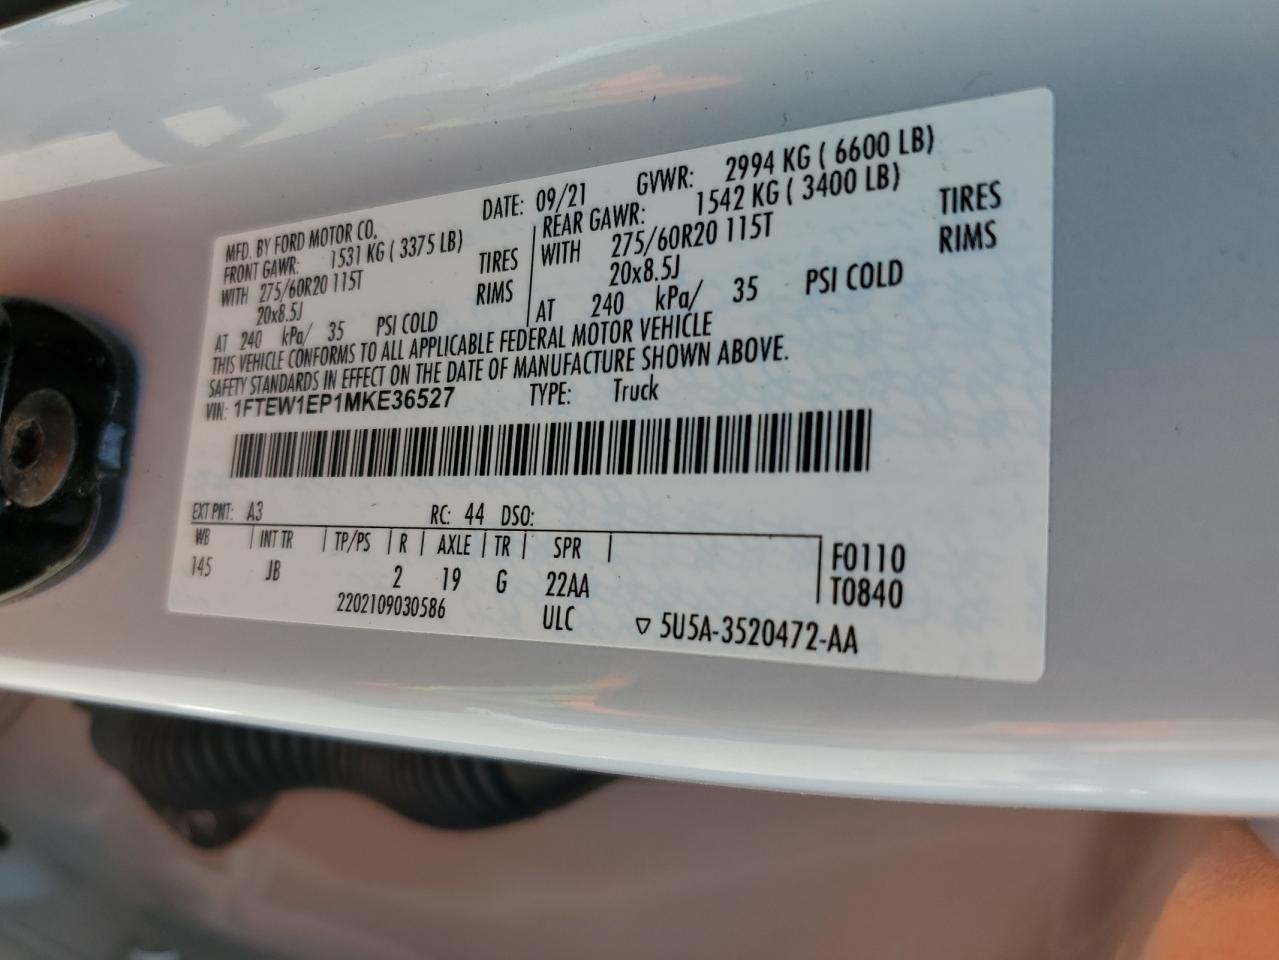 MFD. BY FORD MOTOR CO. DATE: 09/21 GVWR: 2994 KG ( 6600 LB)
FRONT GAWR: 1531 KG ( 3375 LB) REAR GAWR: 1542 KG ( 3400 LB)
WITH 275/60R20 115T TIRES WITH 275/60R20 115T TIRES
20x8.5J RIMS 20x8.5J RIMS
AT 240 kPa/ 35 PSI COLD AT 240 kPa/ 35 PSI COLD
THIS VEHICLE CONFORMS TO ALL APPLICABLE FEDERAL MOTOR VEHICLE
SAFETY STANDARDS IN EFFECT ON THE DATE OF MANUFACTURE SHOWN ABOVE.
VIN: 1FTEW1EP1MKE36527 TYPE: Truck
EXT PNT: A3 RC: 44 DSO:
WB INT TR TP/PS R AXLE TR SPR F0110
145 JB 2 19 G 22AA T0840
2202109030586 ULC ▽ 5U5A-3520472-AA